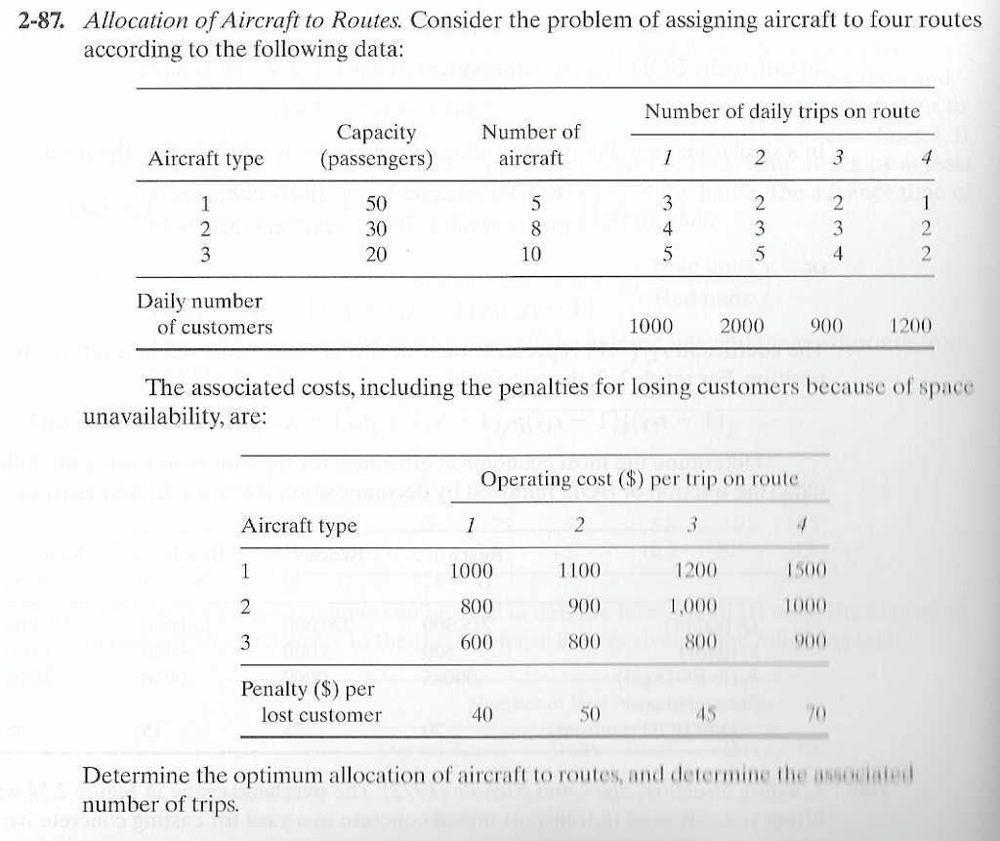 2-87. Allocation of Aircraft to Routes. Consider the problem of assigning aircraft to four routes
according to the following data:
Number of daily trips on route
Capacity Number of
Aircraft type (passengers) aircraft 1 2 3 4
1 50 5 3 2 2 1
2 30 8 4 3 3 2
3 20 10 5 5 4 2
Daily number
of customers 1000 2000 900 1200
The associated costs, including the penalties for losing customers because of space
unavailability, are:
Operating cost ($) per trip on route
Aircraft type 1 2 3 4
1 1000 1100 1200 1500
2 800 900 1,000 1000
3 600 800 800 900
Penalty ($) per
lost customer 40 50 45 70
Determine the optimum allocation of aircraft to routes, and determine the associated
number of trips.